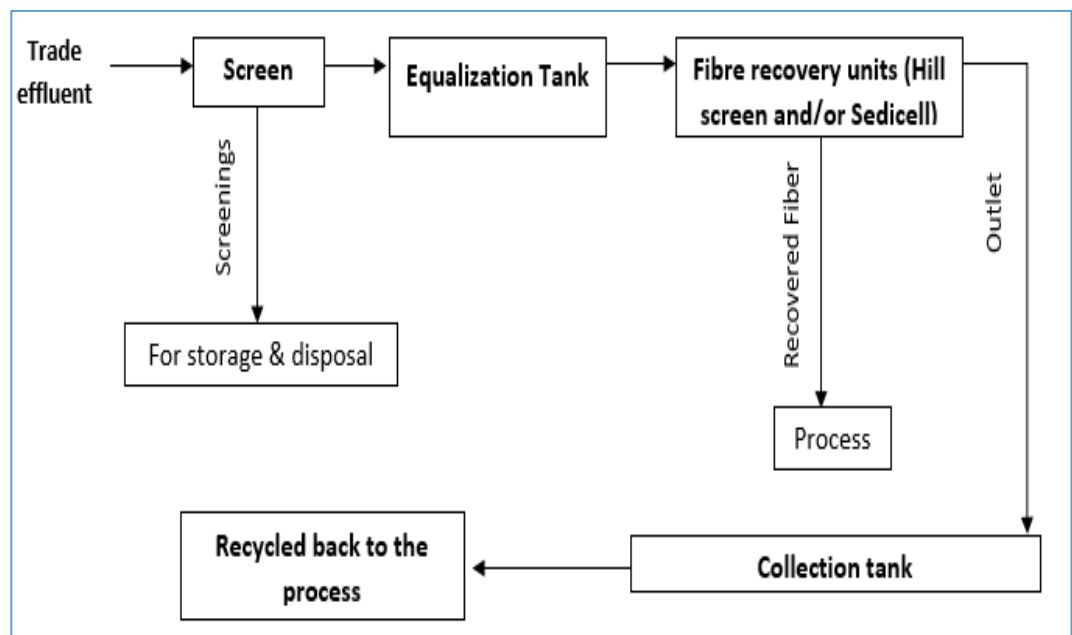 Trade
effluent
Screen
Equalization Tank
Fibre recovery units (Hill
screen and/or Sedicell)
Screenings
Recovered Fiber
Outlet
For storage & disposal
Process
Recycled back to the
process
Collection tank